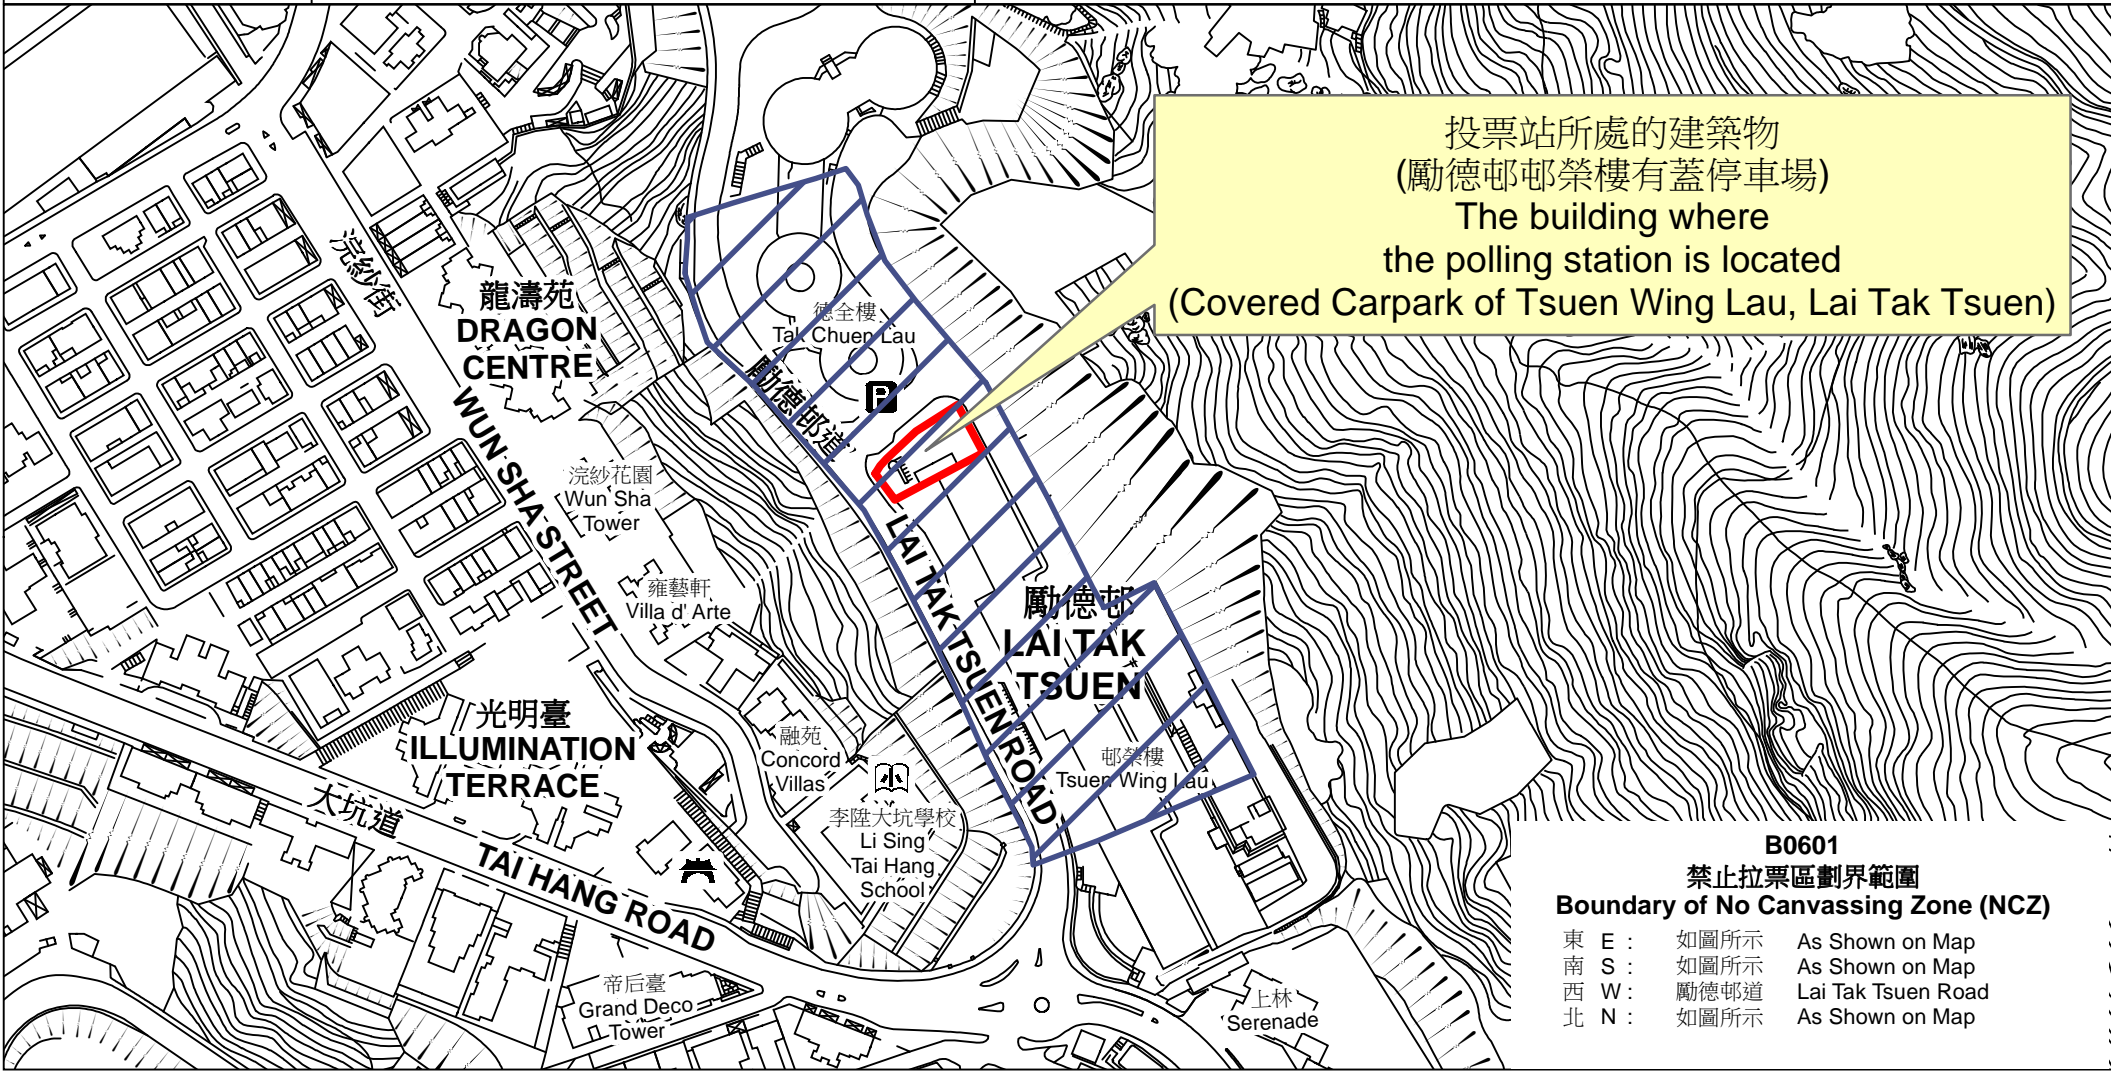 投票站所處的建築物
(勵德邨邨榮樓有蓋停車場)
The building where
the polling station is located
(Covered Carpark of Tsuen Wing Lau, Lai Tak Tsuen)
浣紗街
WUN SHA STREET
龍濤苑
DRAGON
CENTRE
德全樓
Tak Chuen Lau
勵德邨道
LAI TAK TSUEN ROAD
P
浣紗花園
Wun Sha
Tower
雍藝軒
Villa d' Arte
勵德邨
LAI TAK
TSUEN
光明臺
ILLUMINATION
TERRACE
融苑
Concord
Villas
邨榮樓
Tsuen Wing Lau
李陞大坑學校
Li Sing
Tai Hang
School
大坑道
TAI HANG ROAD
帝后臺
Grand Deco
Tower
上林
Serenade
B0601
禁止拉票區劃界範圍
Boundary of No Canvassing Zone (NCZ)
東 E : 如圖所示 As Shown on Map
南 S : 如圖所示 As Shown on Map
西 W : 勵德邨道 Lai Tak Tsuen Road
北 N : 如圖所示 As Shown on Map